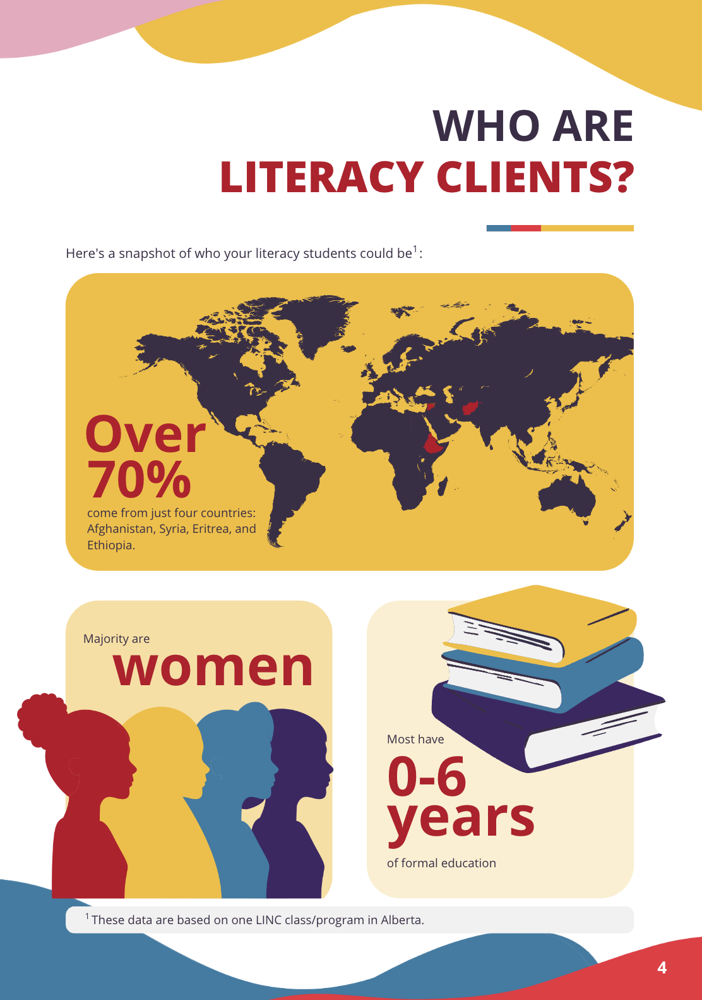 WHO ARE
LITERACY CLIENTS?
Here's a snapshot of who your literacy students could be¹:
Over
70%
come from just four countries:
Afghanistan, Syria, Eritrea, and
Ethiopia.
Majority are
women
Most have
0-6
years
of formal education
¹ These data are based on one LINC class/program in Alberta.
4